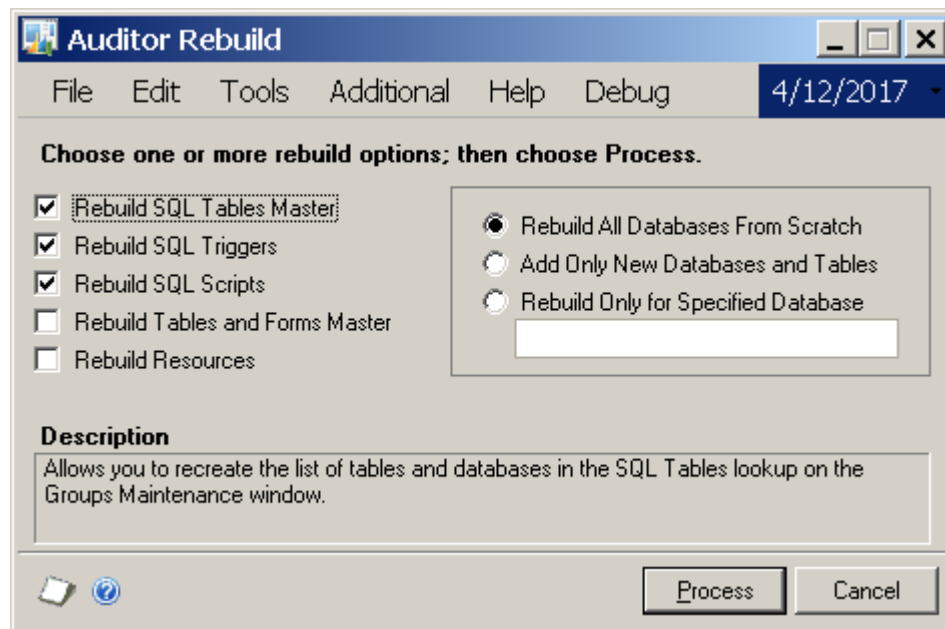 Auditor Rebuild
File Edit Tools Additional Help Debug 4/12/2017
Choose one or more rebuild options; then choose Process.
Rebuild SQL Tables Master
Rebuild SQL Triggers
Rebuild SQL Scripts
Rebuild Tables and Forms Master
Rebuild Resources
Rebuild All Databases From Scratch
Add Only New Databases and Tables
Rebuild Only for Specified Database
Description
Allows you to recreate the list of tables and databases in the SQL Tables lookup on the
Groups Maintenance window.
Process Cancel